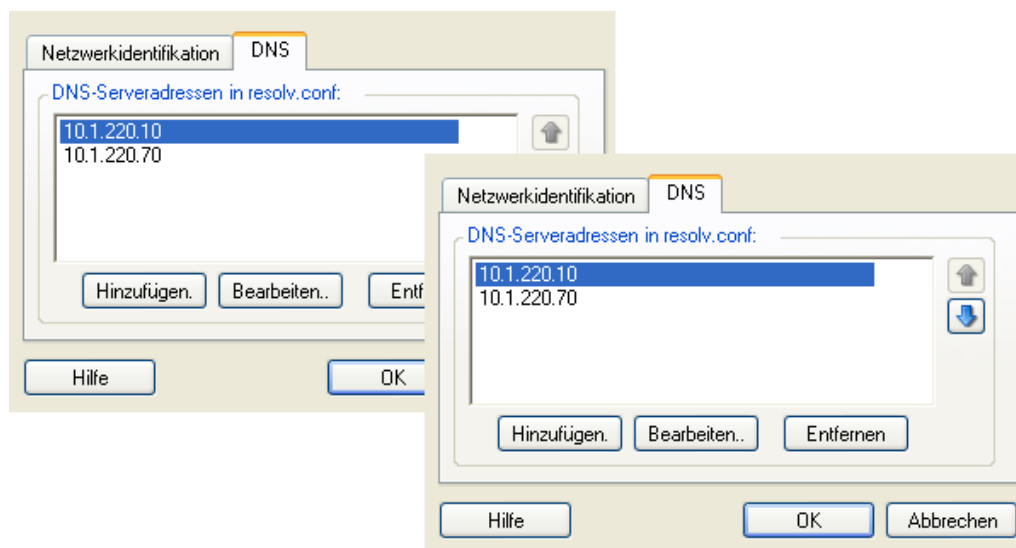 Netzwerkidentifikation DNS
DNS-Serveradressen in resolv.conf:
10.1.220.10
10.1.220.70
Hinzufügen. Bearbeiten.. Entf
Hilfe OK
Netzwerkidentifikation DNS
DNS-Serveradressen in resolv.conf:
10.1.220.10
10.1.220.70
Hinzufügen. Bearbeiten.. Entfernen
Hilfe OK Abbrechen